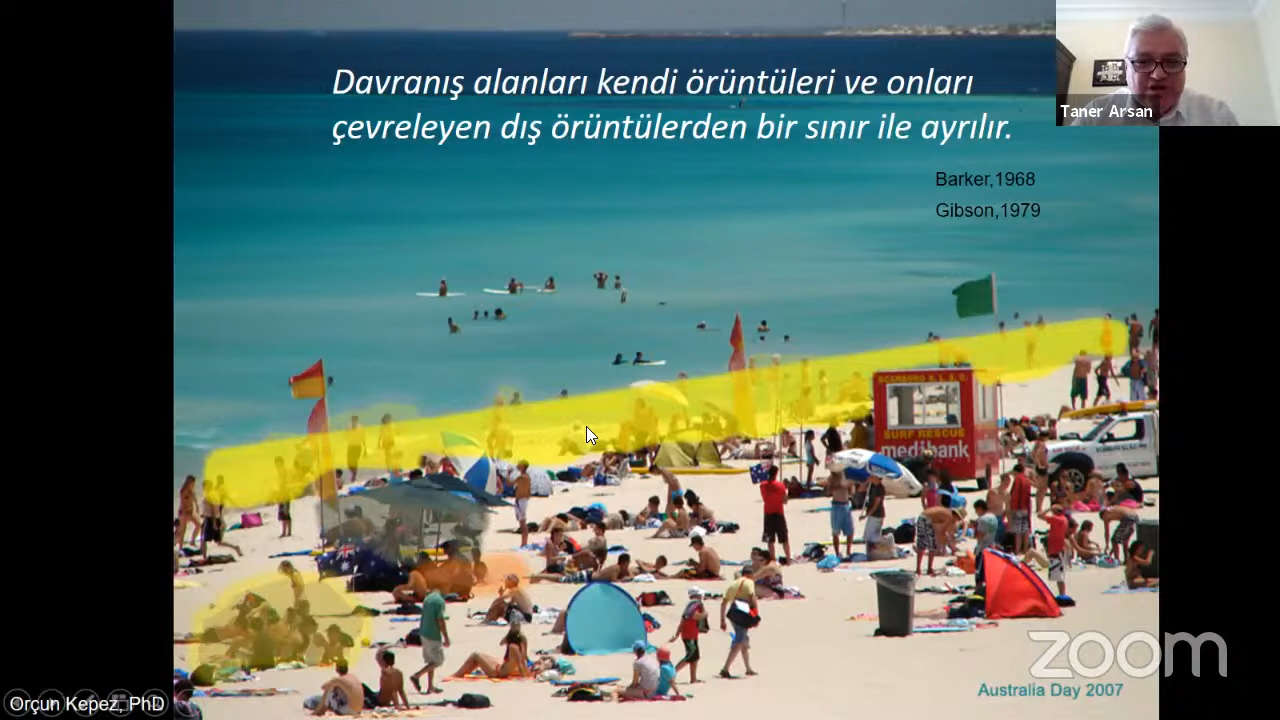 Davranış alanları kendi örüntüleri ve onları
çevreleyen dış örüntülerden bir sınır ile ayrılır.
Taner Arsan
Barker,1968
Gibson,1979
SURF RESCUE
medibank
zoom
Australia Day 2007
Orçun Kepez, PhD